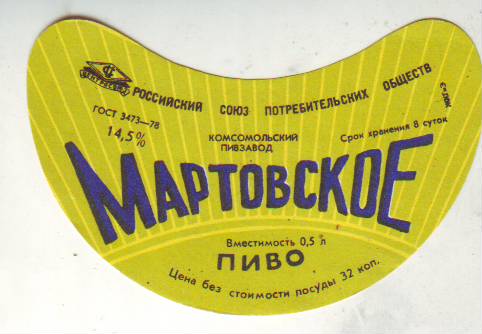 ЦЕНТРОСОЮЗ
РОССИЙСКИЙ СОЮЗ ПОТРЕБИТЕЛЬСКИХ ОБЩЕСТВ
ГОСТ 3473—78
14,5%
КОМСОМОЛЬСКИЙ
ПИВЗАВОД
Срок хранения 8 суток
МАРТОВСКОЕ
Вместимость 0,5 л
ПИВО
Цена без стоимости посуды 32 коп.